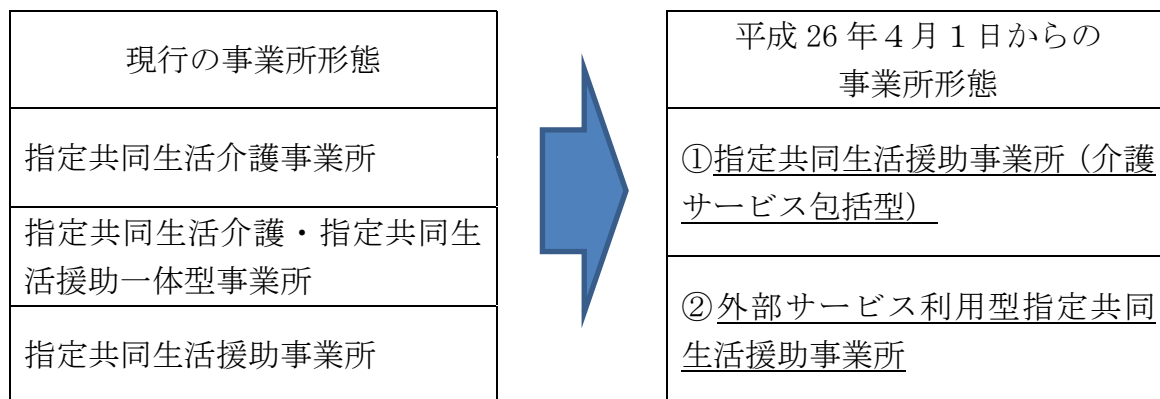 現行の事業所形態
指定共同生活介護事業所
指定共同生活介護・指定共同生
活援助一体型事業所
指定共同生活援助事業所
平成26年4月1日からの
事業所形態
①指定共同生活援助事業所(介護
サービス包括型)
②外部サービス利用型指定共同
生活援助事業所